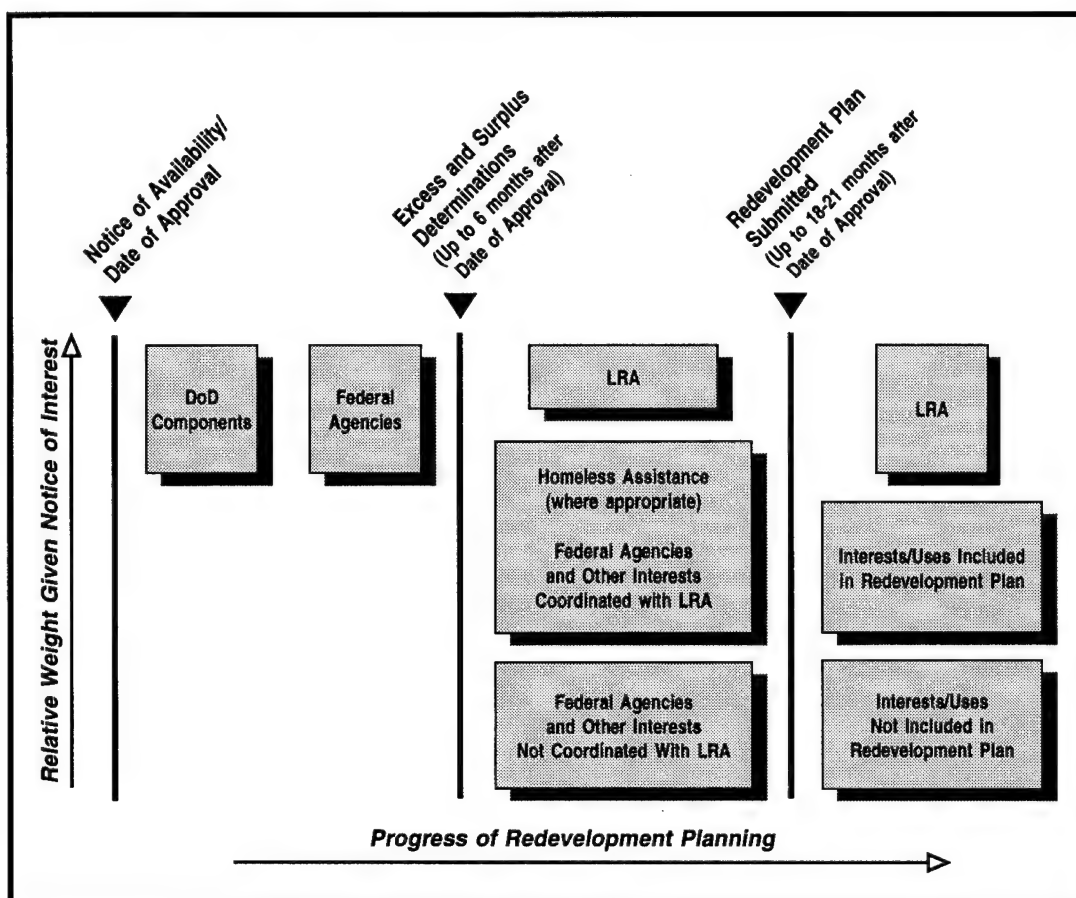 Notice of Availability/
Date of Approval
Excess and Surplus
Determinations
(Up to 6 months after
Date of Approval)
Redevelopment Plan
Submitted
(Up to 18-21 months after
Date of Approval)
Relative Weight Given Notice of Interest
DoD
Components
Federal
Agencies
LRA
Homeless Assistance
(where appropriate)
Federal Agencies
and Other Interests
Coordinated with LRA
Federal Agencies
and Other Interests
Not Coordinated With LRA
LRA
Interests/Uses Included
in Redevelopment Plan
Interests/Uses
Not Included in
Redevelopment Plan
Progress of Redevelopment Planning